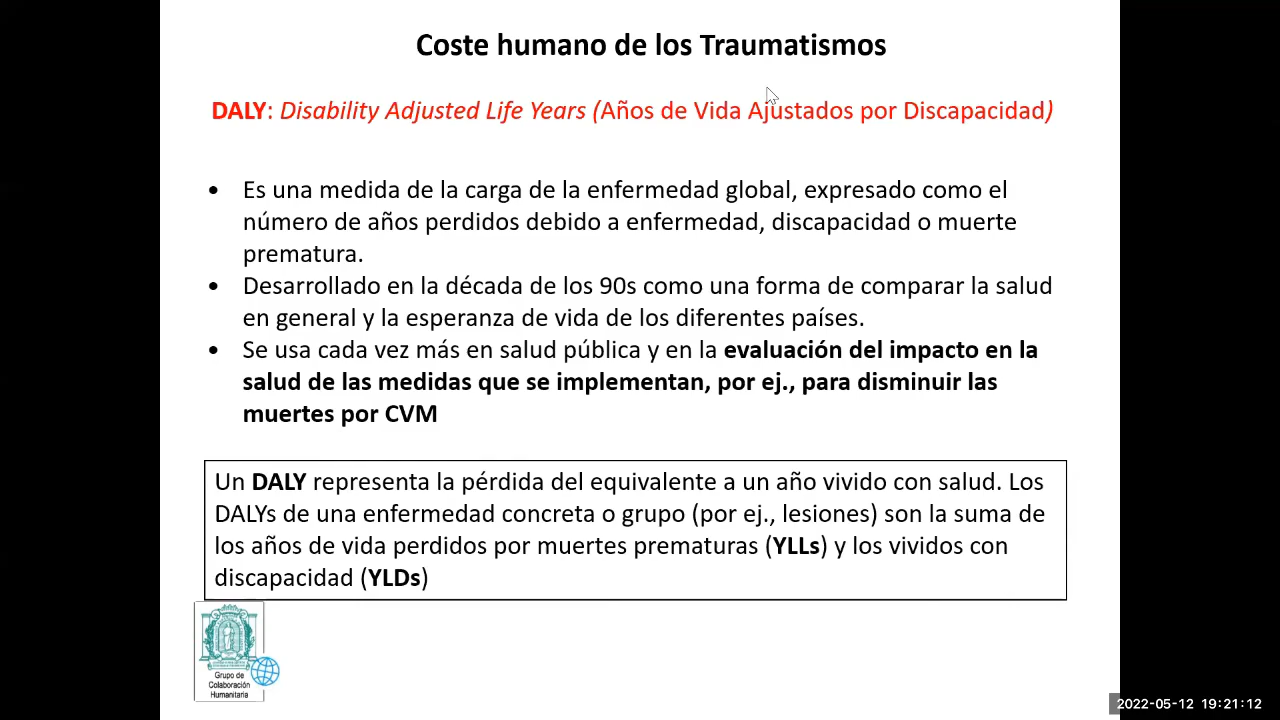 Coste humano de los Traumatismos
DALY: Disability Adjusted Life Years (Años de Vida Ajustados por Discapacidad)
• Es una medida de la carga de la enfermedad global, expresado como el
número de años perdidos debido a enfermedad, discapacidad o muerte
prematura.
• Desarrollado en la década de los 90s como una forma de comparar la salud
en general y la esperanza de vida de los diferentes países.
• Se usa cada vez más en salud pública y en la evaluación del impacto en la
salud de las medidas que se implementan, por ej., para disminuir las
muertes por CVM
Un DALY representa la pérdida del equivalente a un año vivido con salud. Los
DALYs de una enfermedad concreta o grupo (por ej., lesiones) son la suma de
los años de vida perdidos por muertes prematuras (YLLs) y los vividos con
discapacidad (YLDs)
Grupo de
Colaboración
Humanitaria
2022-05-12 19:21:12